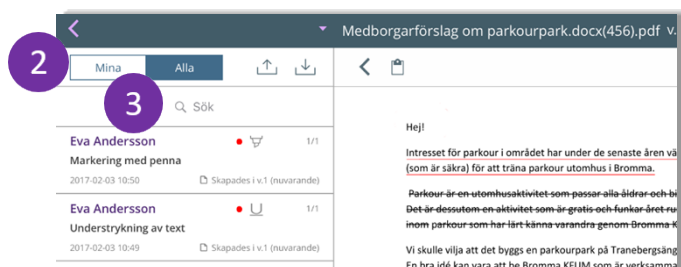 Medborgarförslag om parkourpark.docx(456).pdf v.
2
Mina
Alla
3
Sök
Eva Andersson
1/1
Markering med penna
2017-02-03 10:50
Skapades i v.1 (nuvarande)
Eva Andersson
1/1
Understrykning av text
2017-02-03 10:49
Skapades i v.1 (nuvarande)
Hej!
Intresset för parkour i området har under de senaste åren
(som är säkra) för att träna parkour utomhus i Bromma.
Parkour är en utomhusaktivitet som passar alla åldrar och
Det är dessutom en aktivitet som är gratis och funkar året
inom parkour som har lärt känna varandra genom Bromma
Vi skulle vilja att det byggs en parkourpark på
En bra idé kan vara att be Bromma KFUM som är